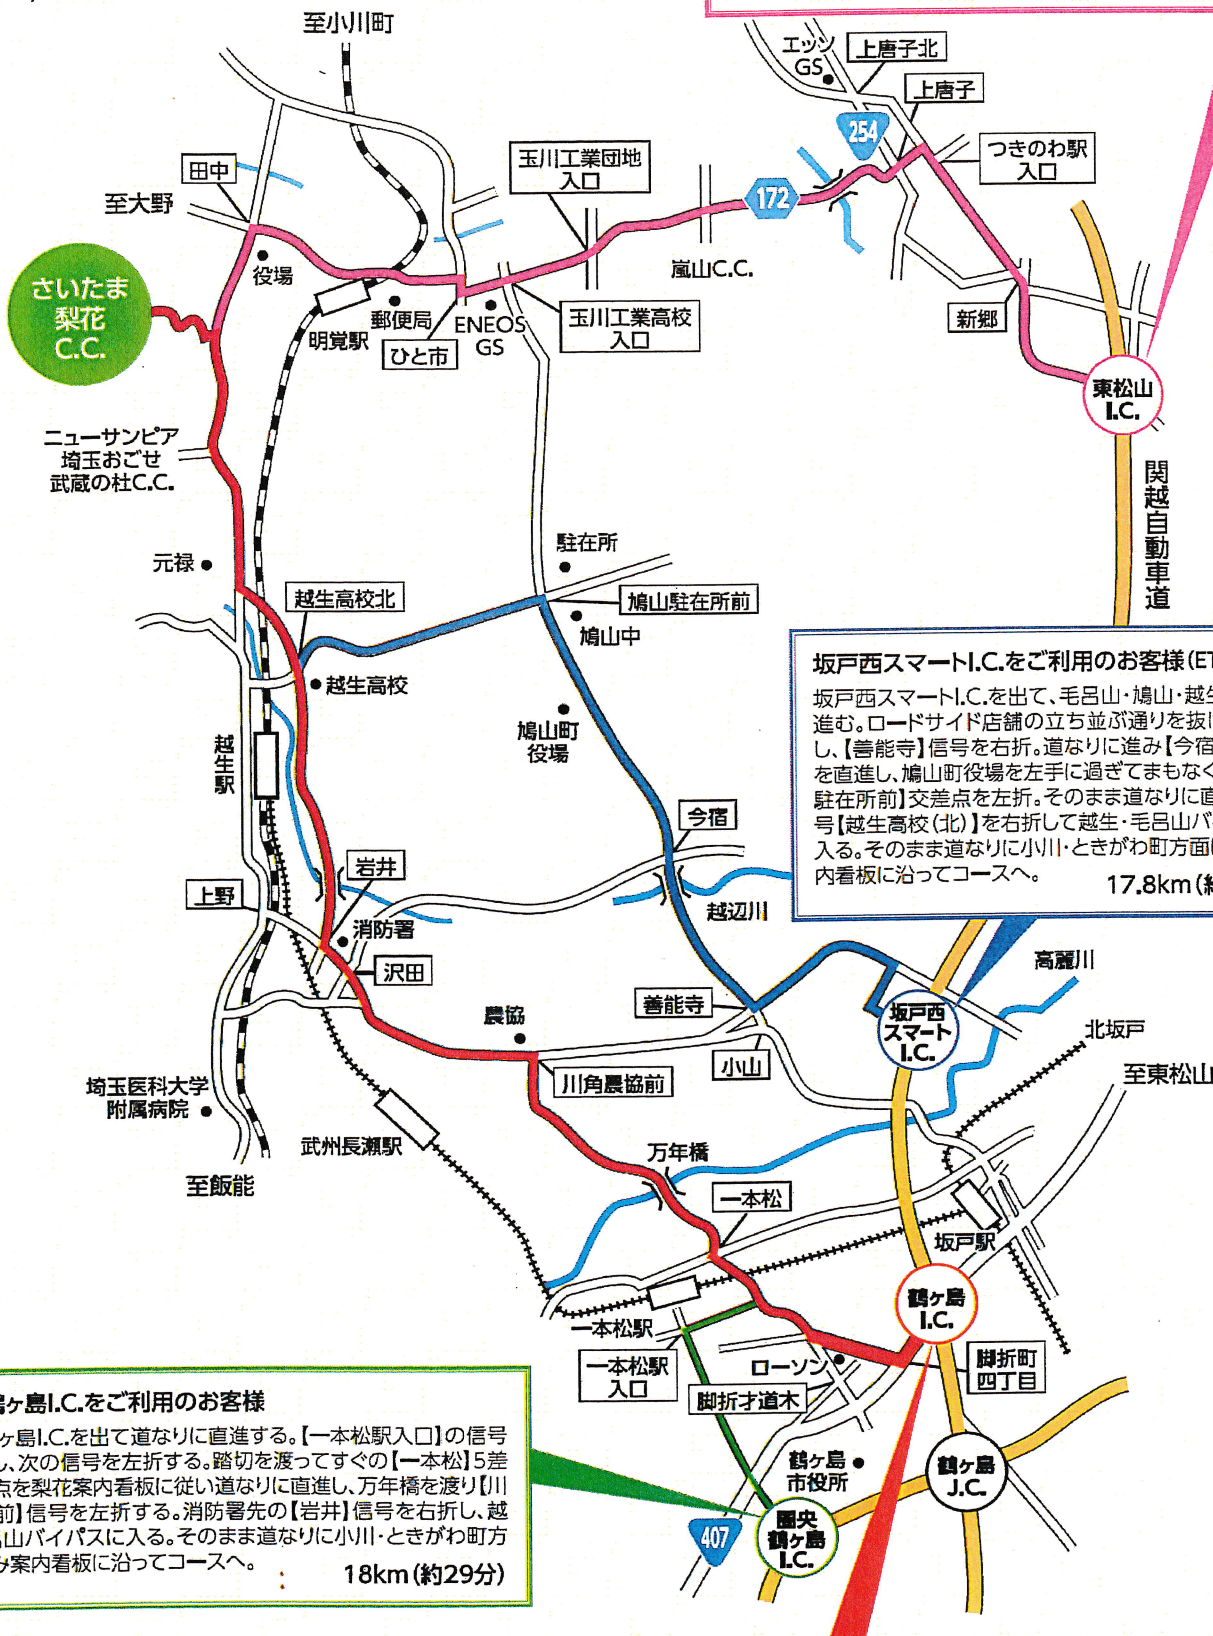 至小川町
エッソ
GS
上唐子北
上唐子
254
つきのわ駅
入口
玉川工業団地
入口
田中
至大野
172
嵐山C.C.
役場
さいたま
梨花
C.C.
郵便局
明覚駅
ひと市
ENEOS
GS
玉川工業高校
入口
新郷
東松山
I.C.
ニューサンピア
埼玉おごせ
武蔵の杜C.C.
関越自動車道
元禄
駐在所
越生高校北
鳩山駐在所前
鳩山中
越生高校
鳩山町
役場
越生駅
坂戸西スマートI.C.をご利用のお客様(ET
坂戸西スマートI.C.を出て、毛呂山・鳩山・越生
進む。ロードサイド店舗の立ち並ぶ通りを抜け
し、【善能寺】信号を右折。道なりに進み【今宿
を直進し、鳩山町役場を左手に過ぎてまもなく
駐在所前】交差点を左折。そのまま道なりに直
号【越生高校(北)】を右折して越生・毛呂山バ
入る。そのまま道なりに小川・ときがわ町方面
内看板に沿ってコースへ。
17.8km(約
今宿
岩井
上野
消防署
越辺川
沢田
高麗川
善能寺
坂戸西
スマート
I.C.
農協
小山
北坂戸
川角農協前
至東松山
埼玉医科大学
附属病院
武州長瀬駅
万年橋
至飯能
一本松
坂戸駅
鶴ヶ島
I.C.
一本松駅
一本松駅
入口
ローソン
脚折町
四丁目
脚折才道木
鶴ヶ島
市役所
鶴ヶ島
J.C.
圏央
鶴ヶ島
I.C.
407
鶴ヶ島I.C.をご利用のお客様
ヶ島I.C.を出て道なりに直進する。【一本松駅入口】の信号
し、次の信号を左折する。踏切を渡ってすぐの【一本松】5差
点を梨花案内看板に従い道なりに直進し、万年橋を渡り【川
前】信号を左折する。消防署先の【岩井】信号を右折し、越
山バイパスに入る。そのまま道なりに小川・ときがわ町方
み案内看板に沿ってコースへ。
18km(約29分)